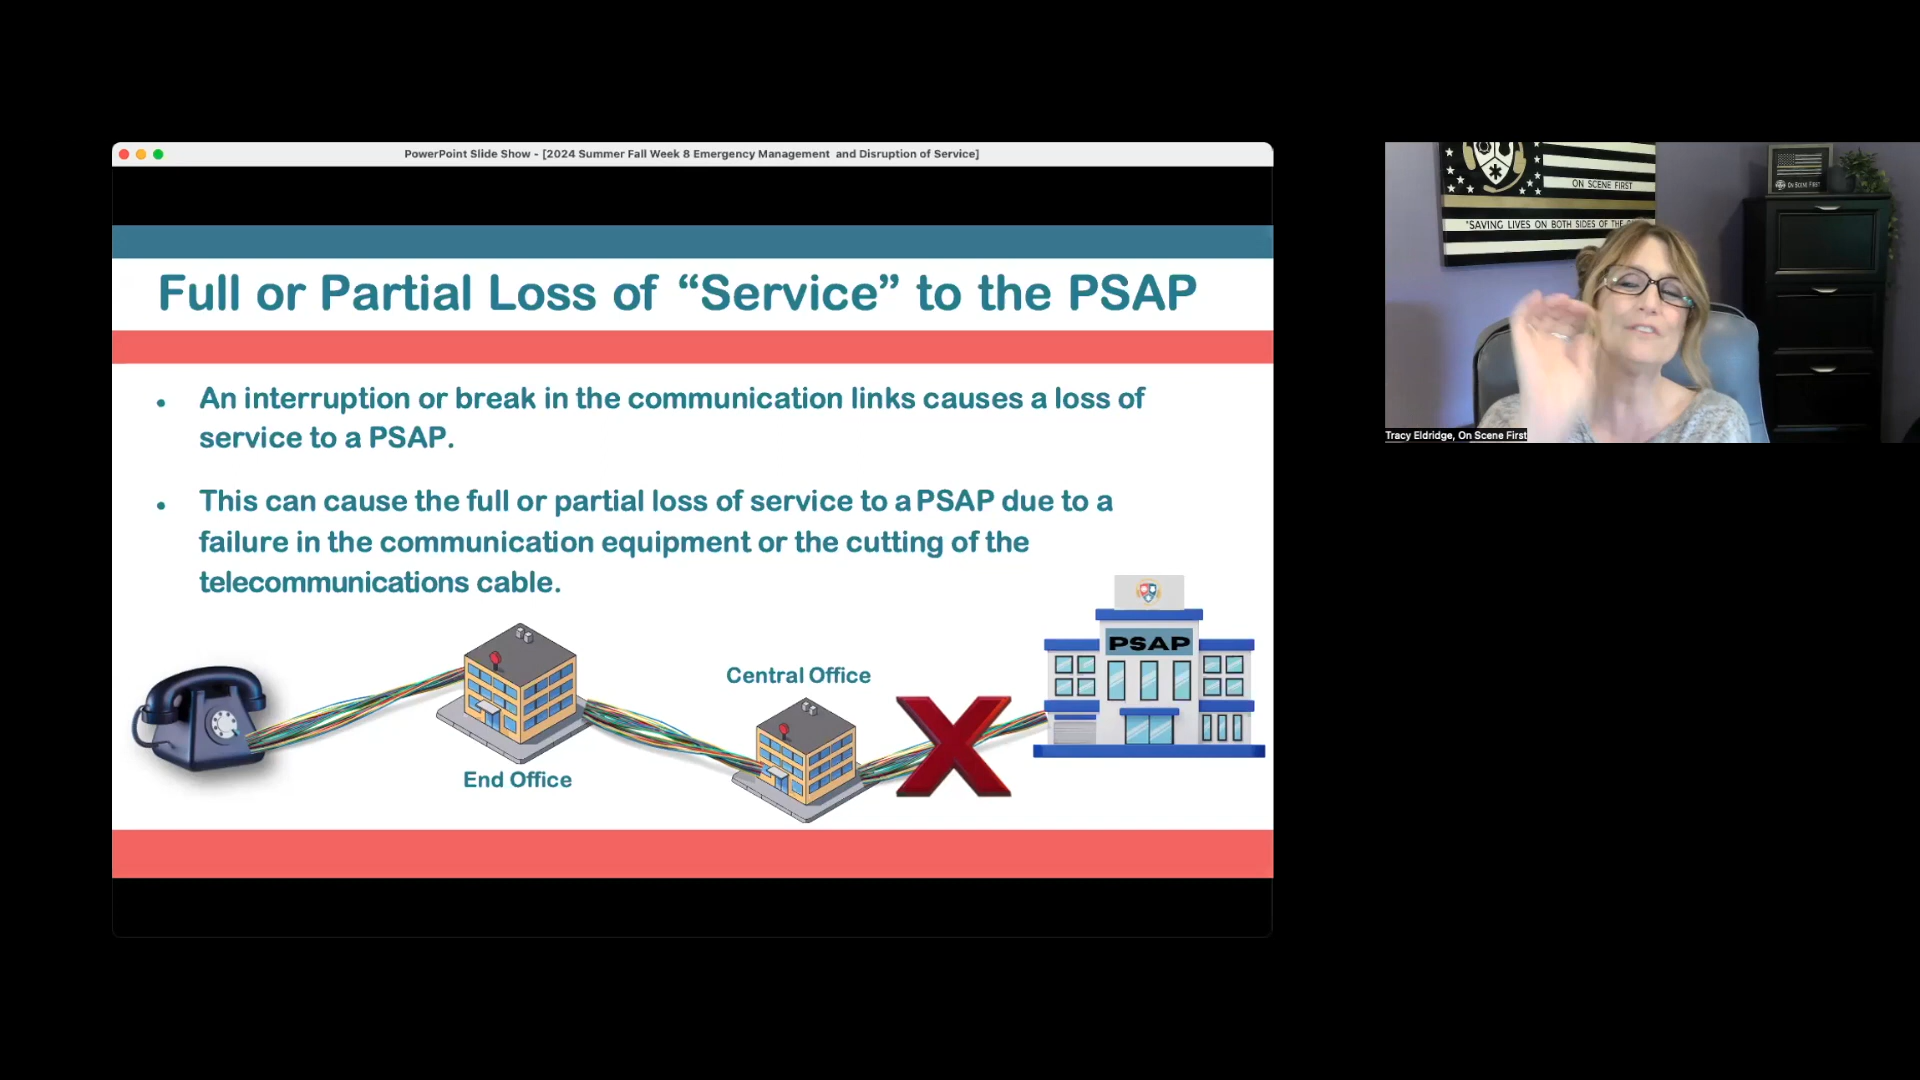 PowerPoint Slide Show - [2024 Summer Fall Week 8 Emergency Management and Disruption of Service]
Full or Partial Loss of “Service” to the PSAP
• An interruption or break in the communication links causes a loss of
service to a PSAP.
• This can cause the full or partial loss of service to a PSAP due to a
failure in the communication equipment or the cutting of the
telecommunications cable.
PSAP
Central Office
End Office
ON SCENE FIRST
"SAVING LIVES ON BOTH SIDES OF THE
ON SCENE FIRST
Tracy Eldridge, On Scene First